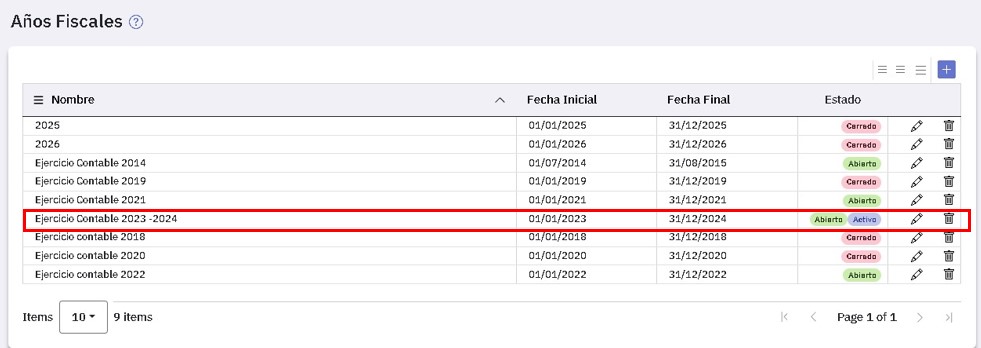 Años Fiscales ?
Nombre Fecha Inicial Fecha Final Estado
2025 01/01/2025 31/12/2025 Cerrado
2026 01/01/2026 31/12/2026 Cerrado
Ejercicio Contable 2014 01/07/2014 31/08/2015 Abierto
Ejercicio Contable 2019 01/01/2019 31/12/2019 Cerrado
Ejercicio Contable 2021 01/01/2021 31/12/2021 Abierto
Ejercicio Contable 2023 -2024 01/01/2023 31/12/2024 Abierto Activo
Ejercicio contable 2018 01/01/2018 31/12/2018 Cerrado
Ejercicio contable 2020 01/01/2020 31/12/2020 Cerrado
Ejercicio contable 2022 01/01/2022 31/12/2022 Abierto
Items 10 9 items Page 1 of 1